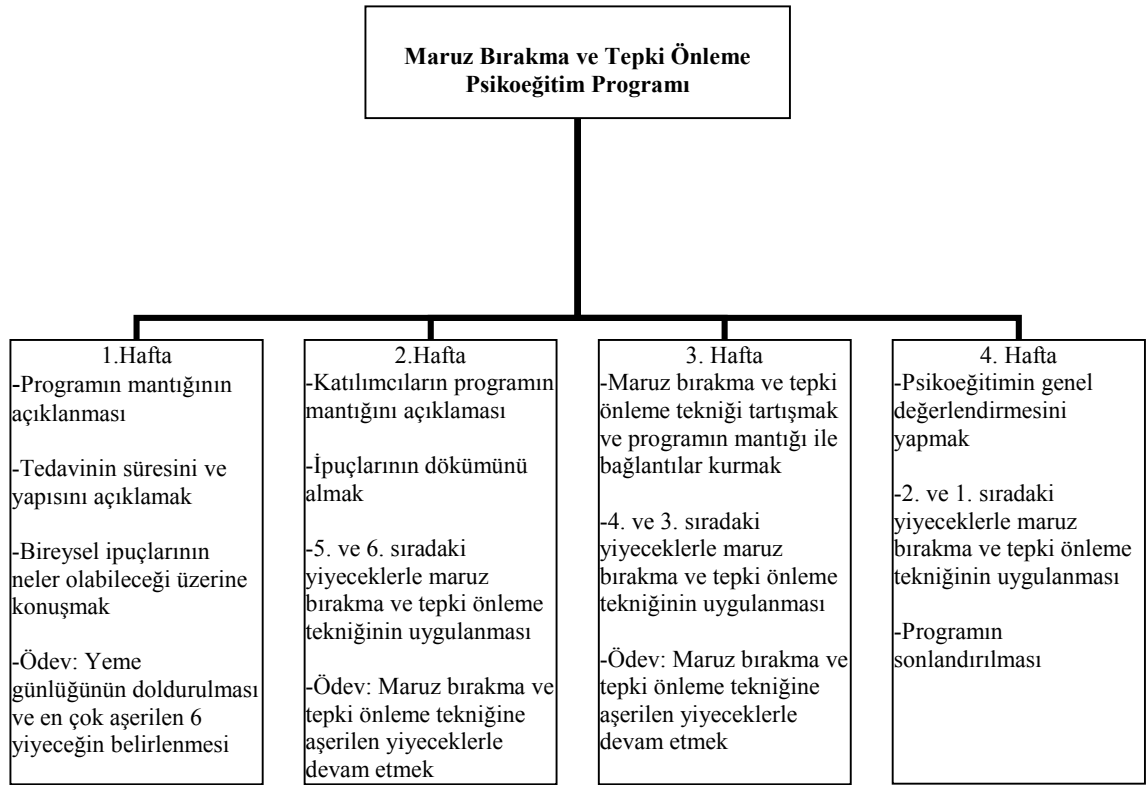 Maruz Bırakma ve Tepki Önleme
Psikoeğitim Programı
1.Hafta
-Programın mantığının
açıklanması
-Tedavinin süresini ve
yapısını açıklamak
-Bireysel ipuçlarının
neler olabileceği üzerine
konuşmak
-Ödev: Yeme
günlüğünün doldurulması
ve en çok aşerilen 6
yiyeceğin belirlenmesi
2.Hafta
-Katılımcıların programın
mantığını açıklaması
-İpuçlarının dökümünü
almak
-5. ve 6. sıradaki
yiyeceklerle maruz
bırakma ve tepki önleme
tekniğinin uygulanması
-Ödev: Maruz bırakma ve
tepki önleme tekniğine
aşerilen yiyeceklerle
devam etmek
3. Hafta
-Maruz bırakma ve tepki
önleme tekniği tartışmak
ve programın mantığı ile
bağlantılar kurmak
-4. ve 3. sıradaki
yiyeceklerle maruz
bırakma ve tepki önleme
tekniğinin uygulanması
-Ödev: Maruz bırakma ve
tepki önleme tekniğine
aşerilen yiyeceklerle
devam etmek
4. Hafta
-Psikoeğitimin genel
değerlendirmesini
yapmak
-2. ve 1. sıradaki
yiyeceklerle maruz
bırakma ve tepki önleme
tekniğinin uygulanması
-Programın
sonlandırılması